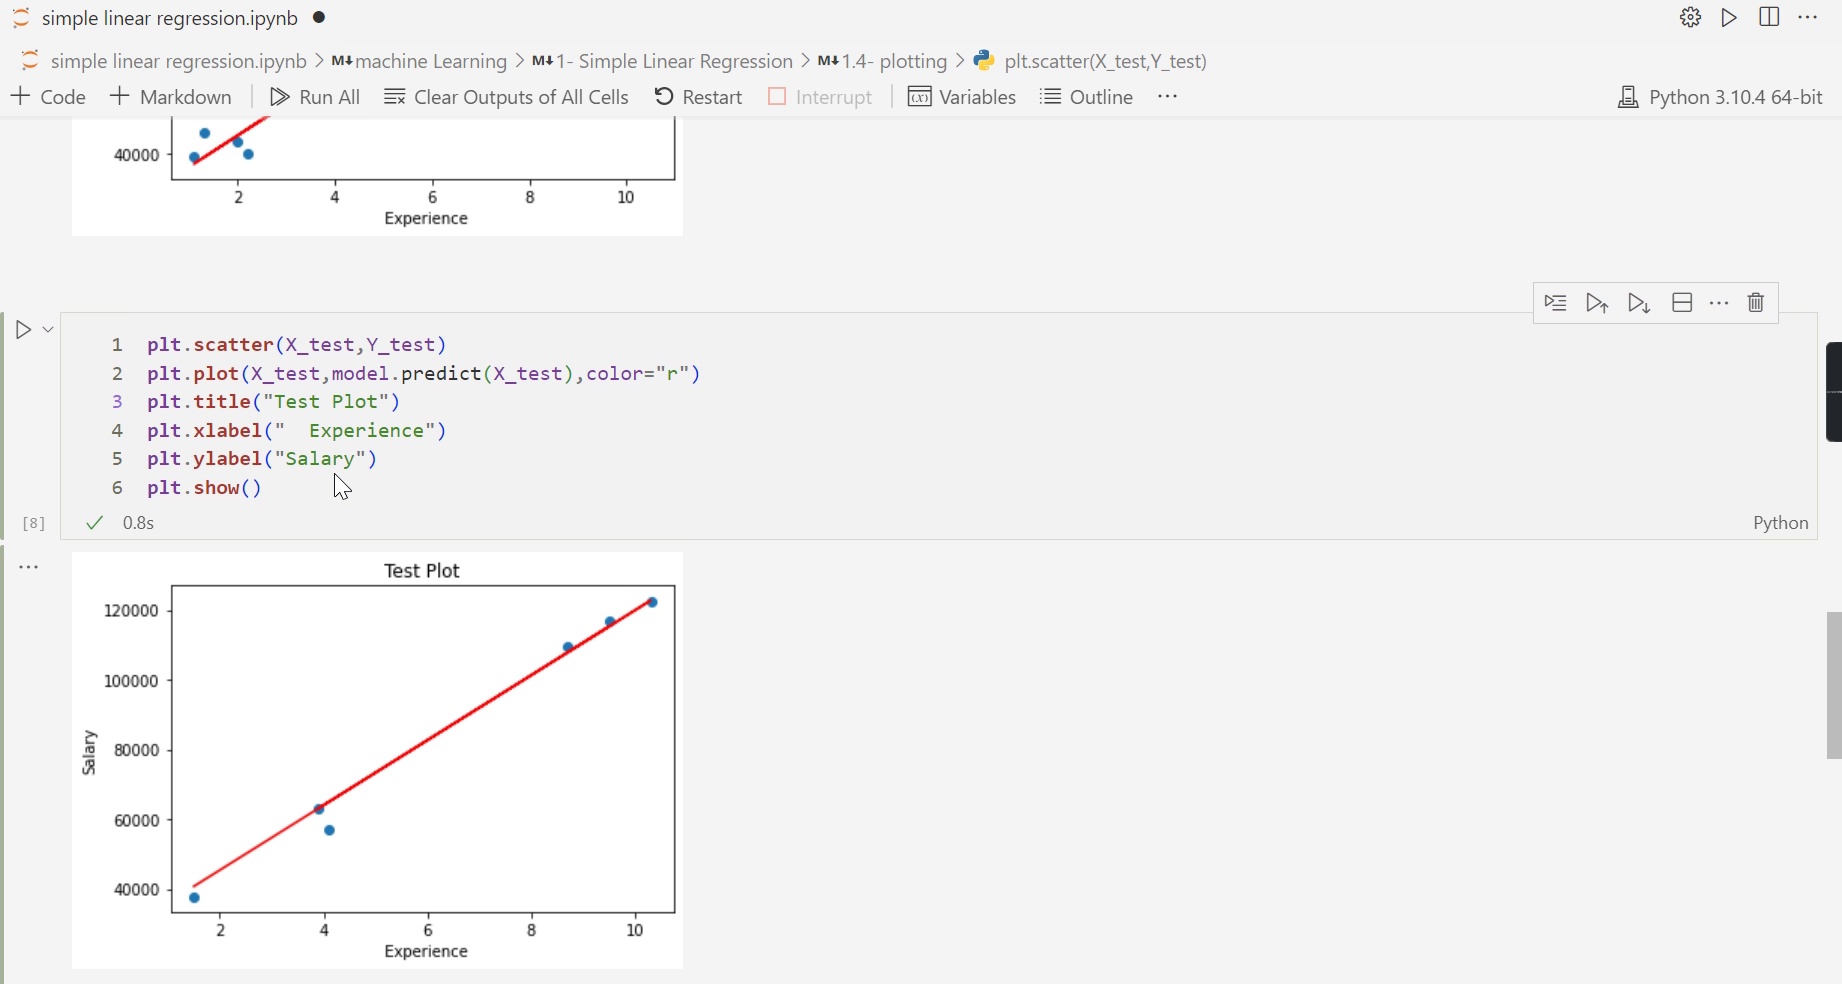 simple linear regression.ipynb
simple linear regression.ipynb > M↓machine Learning > M↓1- Simple Linear Regression > M↓1.4- plotting > plt.scatter(X_test,Y_test)
+ Code + Markdown Run All Clear Outputs of All Cells Restart Interrupt (x) Variables Outline ··· Python 3.10.4 64-bit
40000
2 4 6 8 10
Experience
1 plt.scatter(X_test,Y_test)
2 plt.plot(X_test,model.predict(X_test),color="r")
3 plt.title("Test Plot")
4 plt.xlabel("  Experience")
5 plt.ylabel("Salary")
6 plt.show()
[8] ✓ 0.8s Python
Test Plot
120000
100000
80000
60000
40000
Salary
2 4 6 8 10
Experience